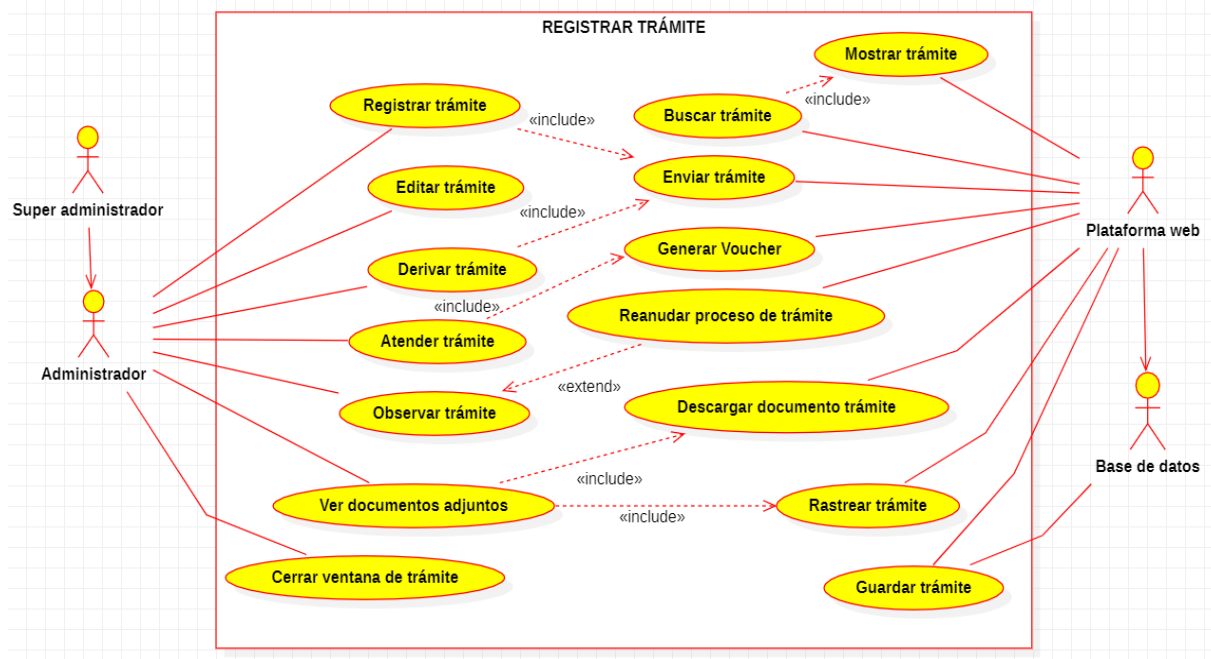 REGISTRAR TRÁMITE
Mostrar trámite
Registrar trámite
«include»
Buscar trámite
«include»
Editar trámite
Enviar trámite
Super administrador
«include»
Plataforma web
Derivar trámite
Generar Voucher
«include»
Reanudar proceso de trámite
Atender trámite
Administrador
«extend»
Observar trámite
Descargar documento trámite
Base de datos
«include»
Ver documentos adjuntos
Rastrear trámite
«include»
Cerrar ventana de trámite
Guardar trámite